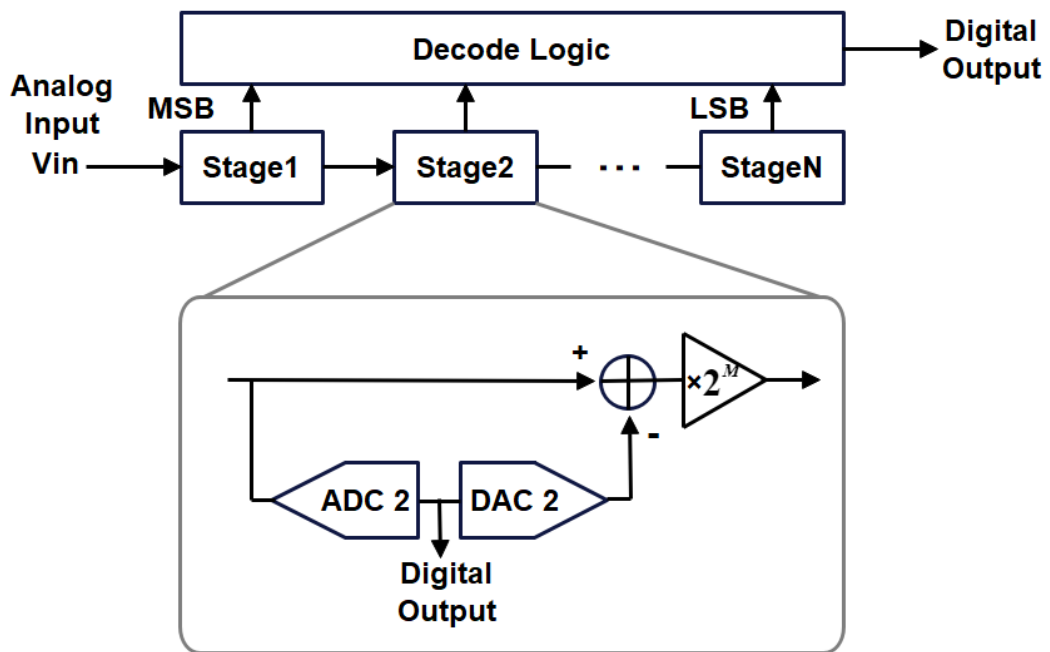 Decode Logic
Digital
Output
Analog
Input
Vin
MSB
LSB
Stage1
Stage2
...
StageN
+
×2^M
-
ADC 2
DAC 2
Digital
Output